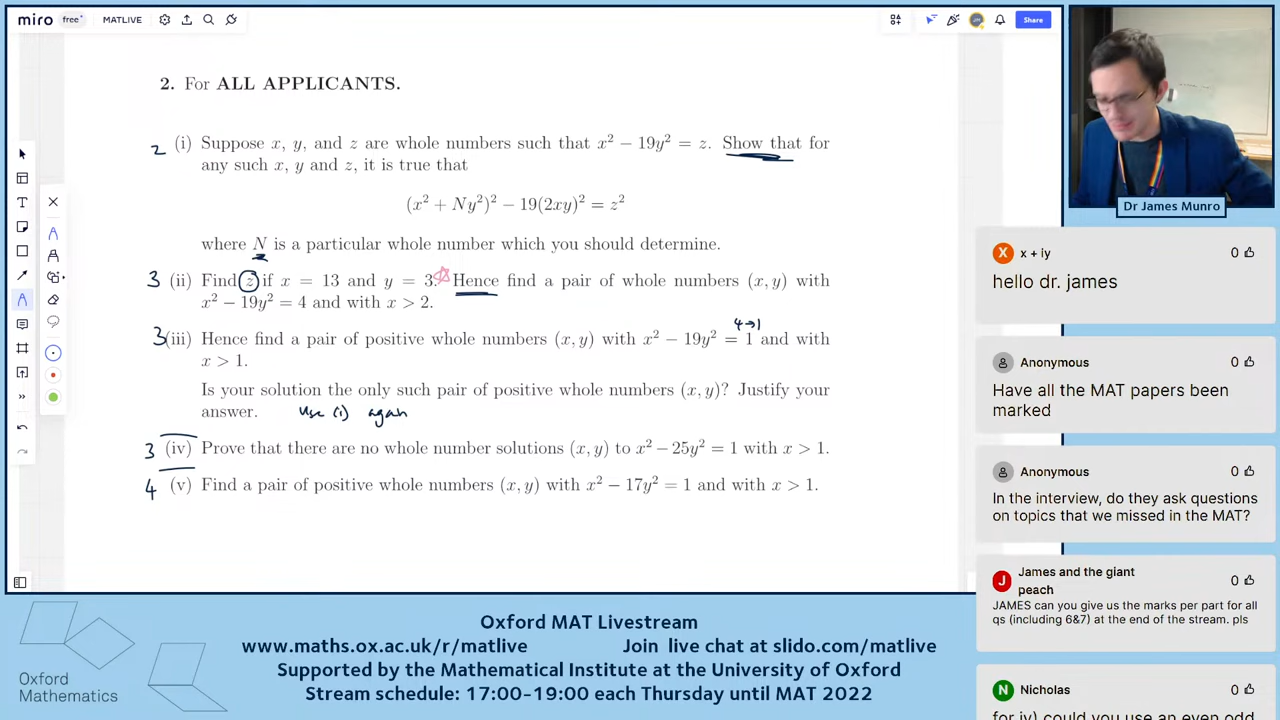 miro free MATLIVE Share
2. For ALL APPLICANTS.
2 (i) Suppose x, y, and z are whole numbers such that x² − 19y² = z. Show that for
any such x, y and z, it is true that
(x² + Ny²)² − 19(2xy)² = z²
where N is a particular whole number which you should determine.
3 (ii) Find z if x = 13 and y = 3. Hence find a pair of whole numbers (x, y) with
x² − 19y² = 4 and with x > 2.
4→1
3 (iii) Hence find a pair of positive whole numbers (x, y) with x² − 19y² = 1 and with
x > 1.
Is your solution the only such pair of positive whole numbers (x, y)? Justify your
answer. use (i) again
3 (iv) Prove that there are no whole number solutions (x, y) to x² − 25y² = 1 with x > 1.
4 (v) Find a pair of positive whole numbers (x, y) with x² − 17y² = 1 and with x > 1.
Dr James Munro
X x + iy 0
hello dr. james
Anonymous 0
Have all the MAT papers been
marked
Anonymous 0
In the interview, do they ask questions
on topics that we missed in the MAT?
J James and the giant
peach 0
JAMES can you give us the marks per part for all
qs (including 6&7) at the end of the stream. pls
N Nicholas 0
for iv) could you use an even odd
Oxford
Mathematics
Oxford MAT Livestream
www.maths.ox.ac.uk/r/matlive Join live chat at slido.com/matlive
Supported by the Mathematical Institute at the University of Oxford
Stream schedule: 17:00-19:00 each Thursday until MAT 2022